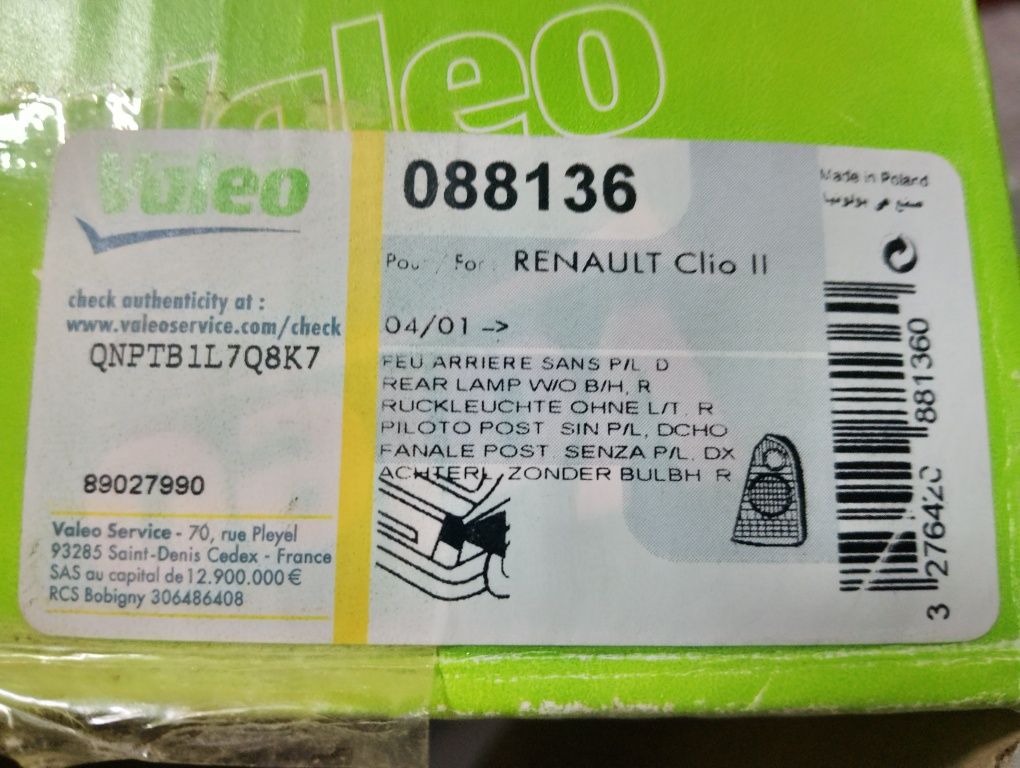 Valeo
Valeo
088136
Made in Poland
صنع في بولونيا
Pour / For : RENAULT Clio II
check authenticity at :
www.valeoservice.com/check
QNPTB1L7Q8K7
04/01 ->
FEU ARRIERE SANS P/L D
REAR LAMP W/O B/H, R
RUCKLEUCHTE OHNE L/T, R
PILOTO POST. SIN P/L, DCHO
FANALE POST. SENZA P/L, DX
ACHTERL, ZONDER BULBH R
89027990
Valeo Service - 70, rue Pleyel
93285 Saint-Denis Cedex - France
SAS au capital de 12.900.000 €
RCS Bobigny 306486408
3 276420 881360